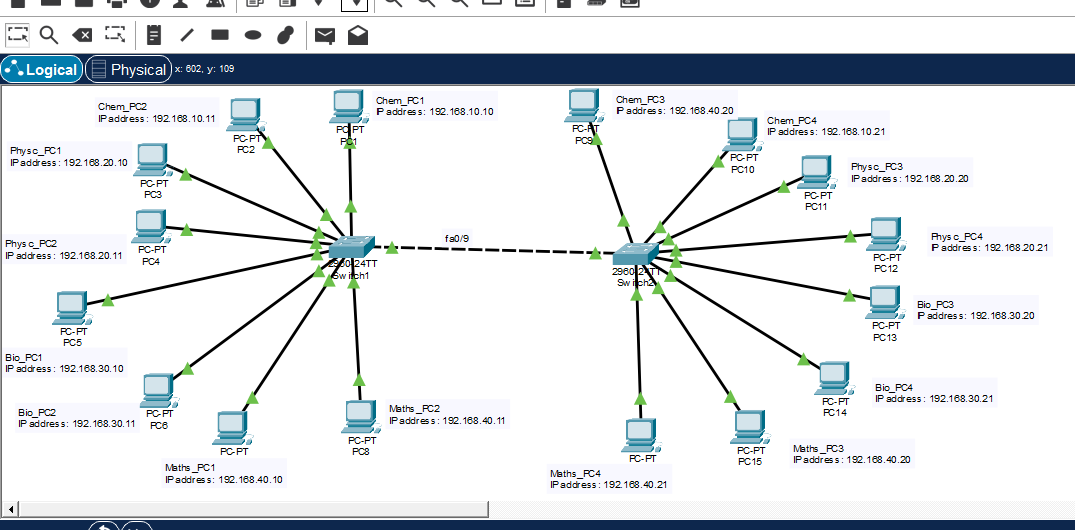 Logical
Physical
x: 602, y: 109
Chem_PC2
IP address : 192.168.10.11
PC-PT
PC2
Chem_PC1
IP address : 192.168.10.10
PC-PT
PC1
Chem_PC3
IP address : 192.168.40.20
PC-PT
PC9
Chem_PC4
IP address : 192.168.10.21
PC-PT
PC10
Physc_PC1
IP address : 192.168.20.10
PC-PT
PC3
Physc_PC3
IP address : 192.168.20.20
PC-PT
PC11
Physc_PC2
IP address : 192.168.20.11
PC-PT
PC4
fa0/9
2960-24TT
Switch1
2960-24TT
Switch2
Physc_PC4
IP address : 192.168.20.21
PC-PT
PC12
PC-PT
PC5
Bio_PC1
IP address : 192.168.30.10
Bio_PC3
IP address : 192.168.30.20
PC-PT
PC13
Bio_PC2
IP address : 192.168.30.11
PC-PT
PC6
Bio_PC4
IP address : 192.168.30.21
PC-PT
PC14
PC-PT
Maths_PC1
IP address : 192.168.40.10
Maths_PC2
IP address : 192.168.40.11
PC-PT
PC8
PC-PT
Maths_PC4
IP address : 192.168.40.21
PC-PT
PC15
Maths_PC3
IP address : 192.168.40.20